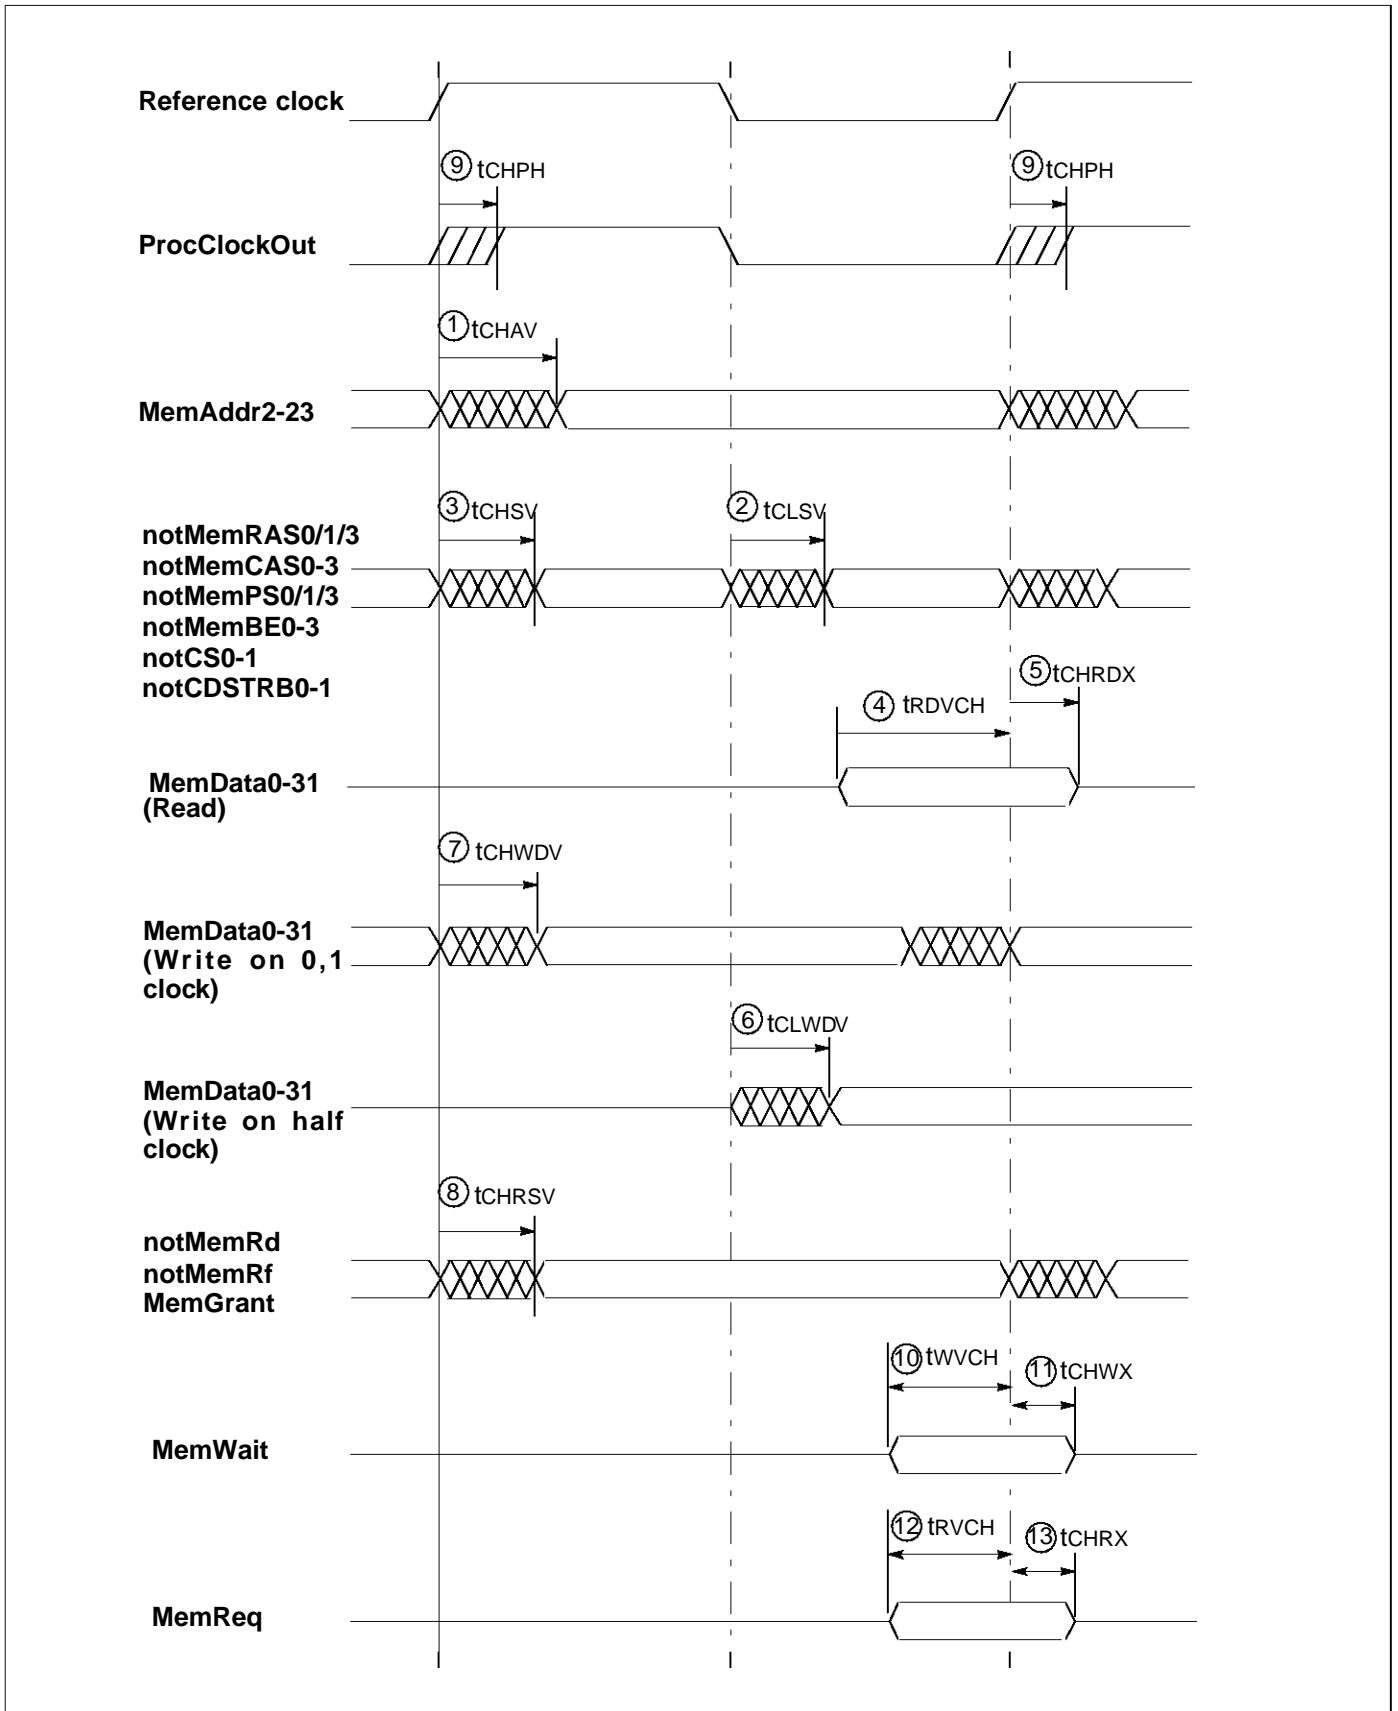 Reference clock
⑨ tCHPH
⑨ tCHPH
ProcClockOut
① tCHAV
MemAddr2-23
③ tCHSV
② tCLSV
notMemRAS0/1/3
notMemCAS0-3
notMemPS0/1/3
notMemBE0-3
notCS0-1
notCDSTRB0-1
⑤ tCHRDX
④ tRDVCH
MemData0-31
(Read)
⑦ tCHWDV
MemData0-31
(Write on 0,1
clock)
⑥ tCLWDV
MemData0-31
(Write on half
clock)
⑧ tCHRSV
notMemRd
notMemRf
MemGrant
⑩ tWVCH
⑪ tCHWX
MemWait
⑫ tRVCH
⑬ tCHRX
MemReq